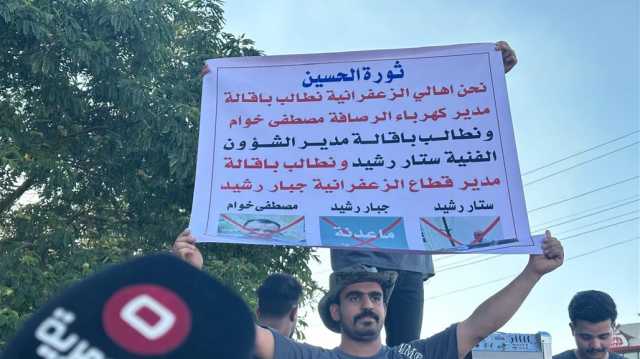 ثورة الحسين
نحن اهالي الزعفرانية نطالب باقالة
مدير كهرباء الرصافة مصطفى خوام
ونطالب باقالة مدير الشؤون
الفنية ستار رشيد ونطالب باقالة
مدير قطاع الزعفرانية جبار رشيد
ستار رشيد جبار رشيد مصطفى خوام